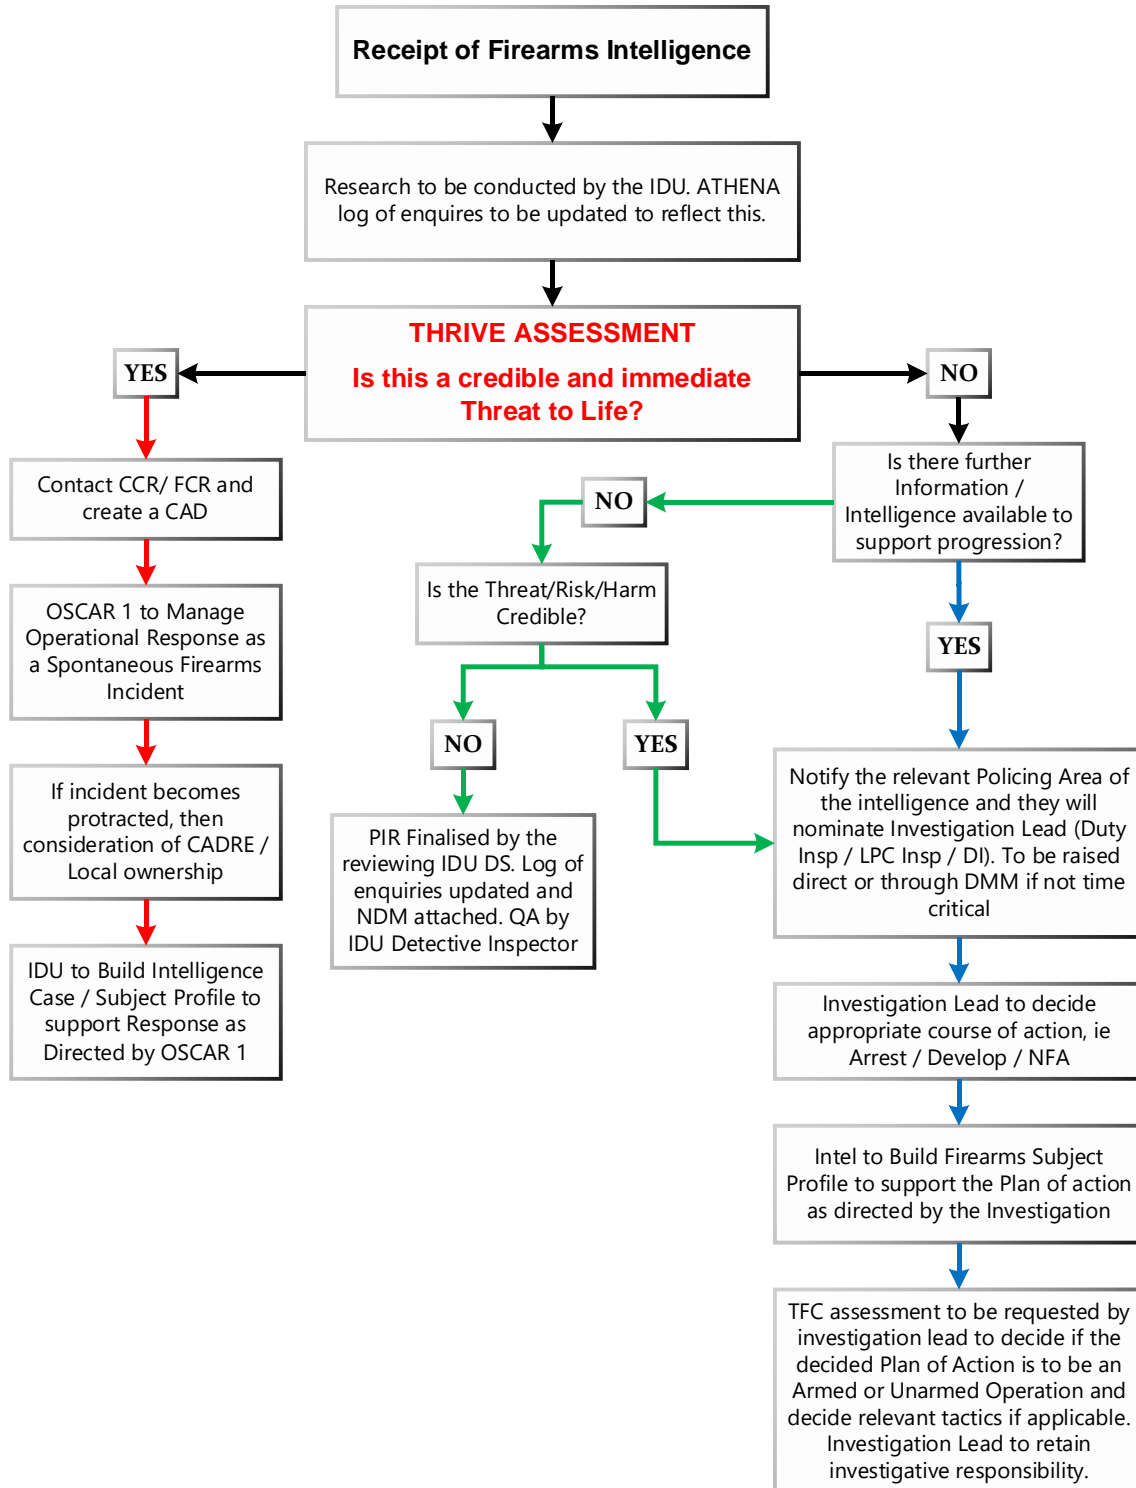 Receipt of Firearms Intelligence
Research to be conducted by the IDU. ATHENA
log of enquires to be updated to reflect this.
THRIVE ASSESSMENT
Is this a credible and immediate
Threat to Life?
YES
NO
Contact CCR/ FCR and
create a CAD
OSCAR 1 to Manage
Operational Response as
a Spontaneous Firearms
Incident
If incident becomes
protracted, then
consideration of CADRE /
Local ownership
IDU to Build Intelligence
Case / Subject Profile to
support Response as
Directed by OSCAR 1
Is there further
Information /
Intelligence available to
support progression?
NO
Is the Threat/Risk/Harm
Credible?
NO
YES
PIR Finalised by the
reviewing IDU DS. Log of
enquiries updated and
NDM attached. QA by
IDU Detective Inspector
YES
Notify the relevant Policing Area of
the intelligence and they will
nominate Investigation Lead (Duty
Insp / LPC Insp / DI). To be raised
direct or through DMM if not time
critical
Investigation Lead to decide
appropriate course of action, ie
Arrest / Develop / NFA
Intel to Build Firearms Subject
Profile to support the Plan of action
as directed by the Investigation
TFC assessment to be requested by
investigation lead to decide if the
decided Plan of Action is to be an
Armed or Unarmed Operation and
decide relevant tactics if applicable.
Investigation Lead to retain
investigative responsibility.